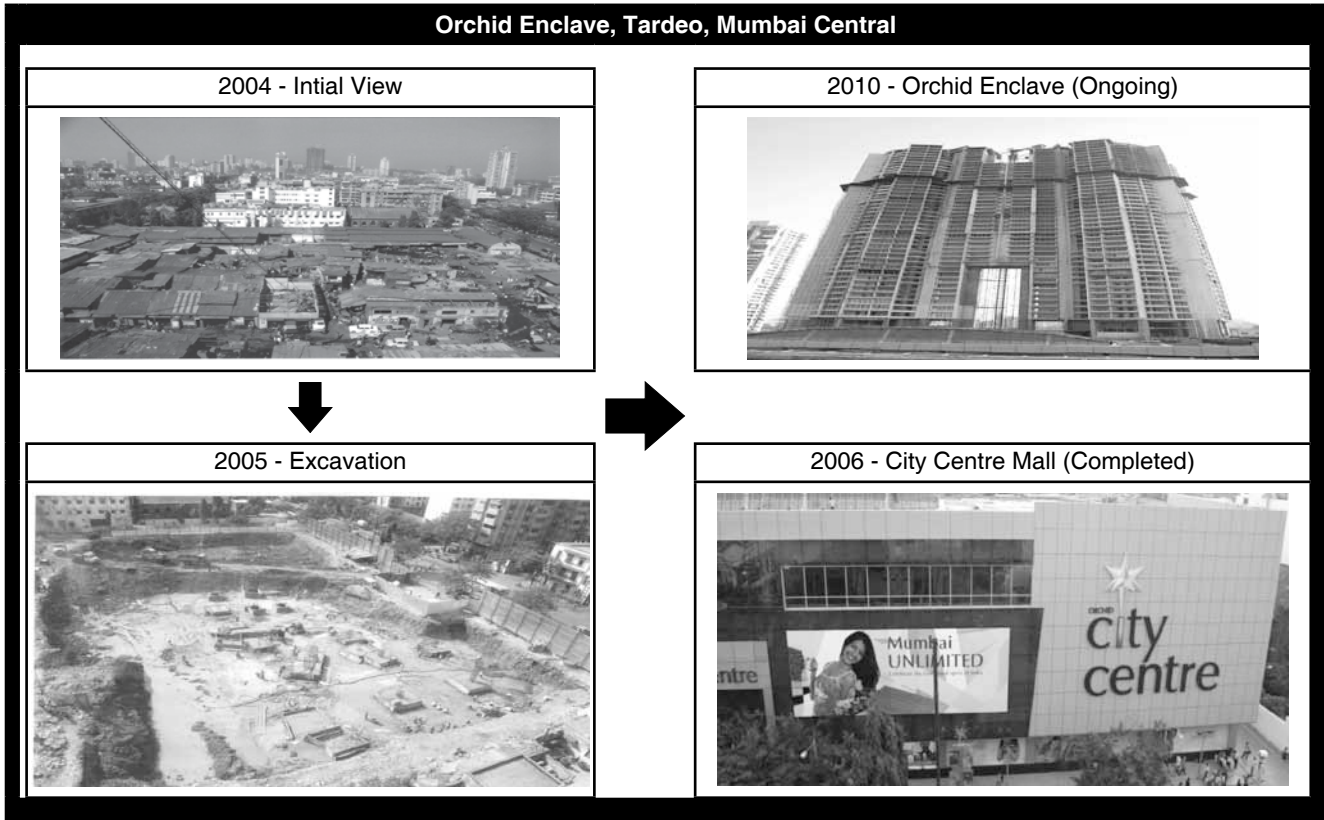 Orchid Enclave, Tardeo, Mumbai Central
2004 - Intial View
2010 - Orchid Enclave (Ongoing)
2005 - Excavation
2006 - City Centre Mall (Completed)
Mumbai
UNLIMITED
entre
ORCHID
city
centre